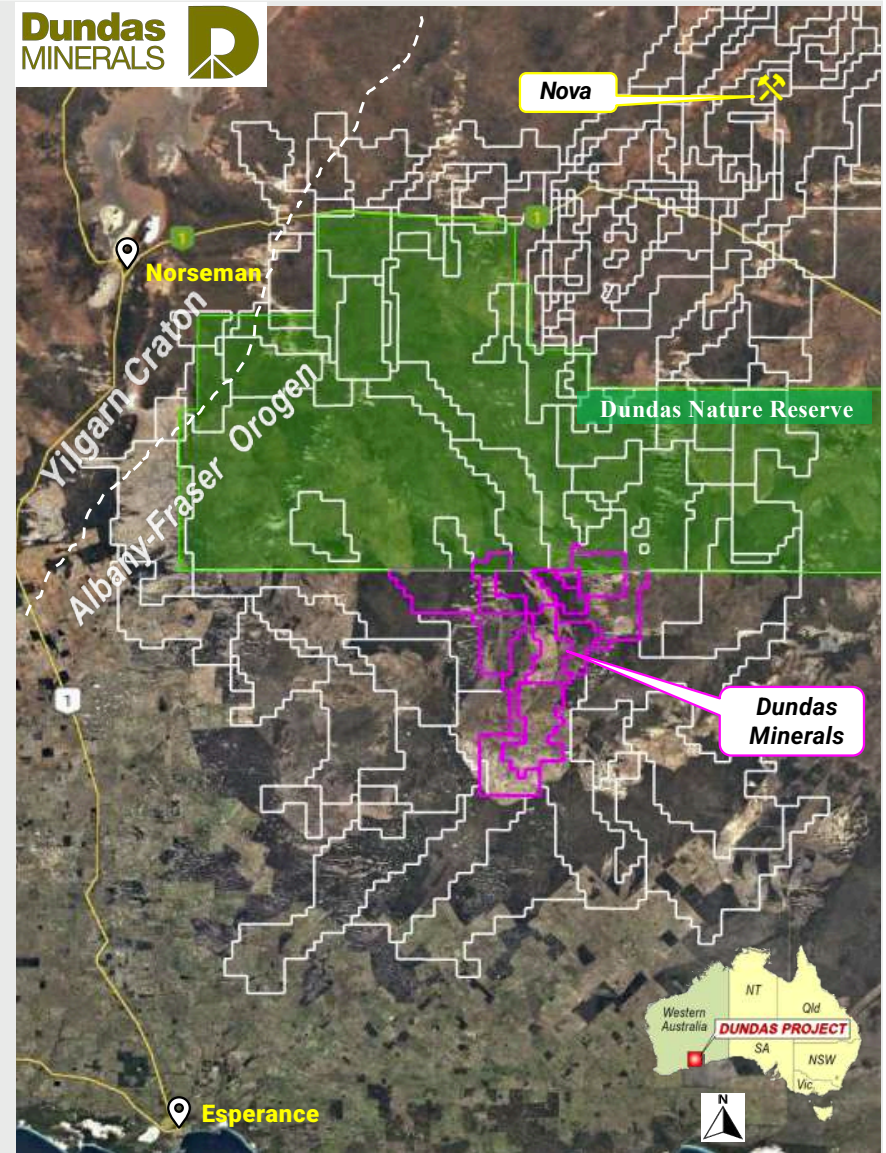 Dundas
MINERALS
Nova
1
1
Norseman
Yilgarn Craton
Albany-Fraser Orogen
Dundas Nature Reserve
1
Dundas
Minerals
NT
Qld
Western
Australia
DUNDAS PROJECT
SA
NSW
Vic.
N
Esperance